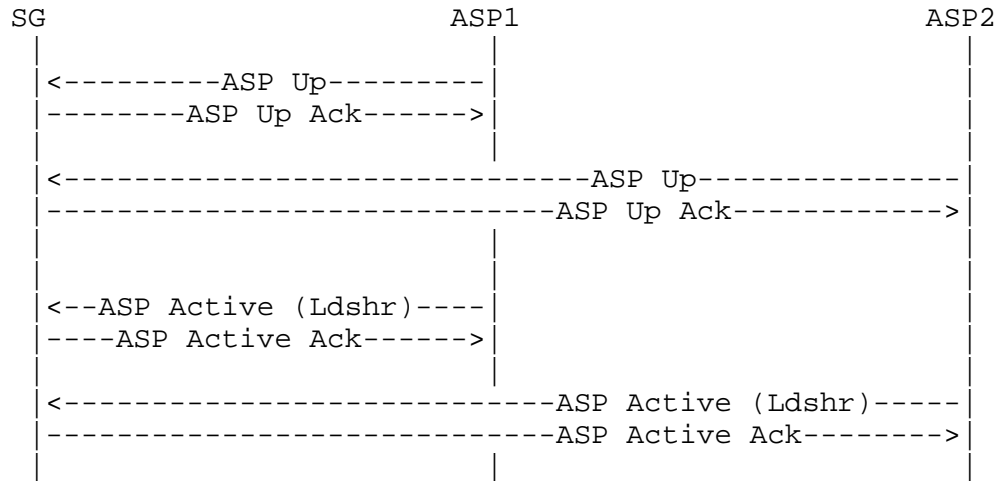 SG ASP1 ASP2
<---------ASP Up---------
--------ASP Up Ack------>
<-------------------------------ASP Up---------------
------------------------------ASP Up Ack------------>
<--ASP Active (Ldshr)----
----ASP Active Ack------>
<-----------------------------ASP Active (Ldshr)-----
------------------------------ASP Active Ack-------->